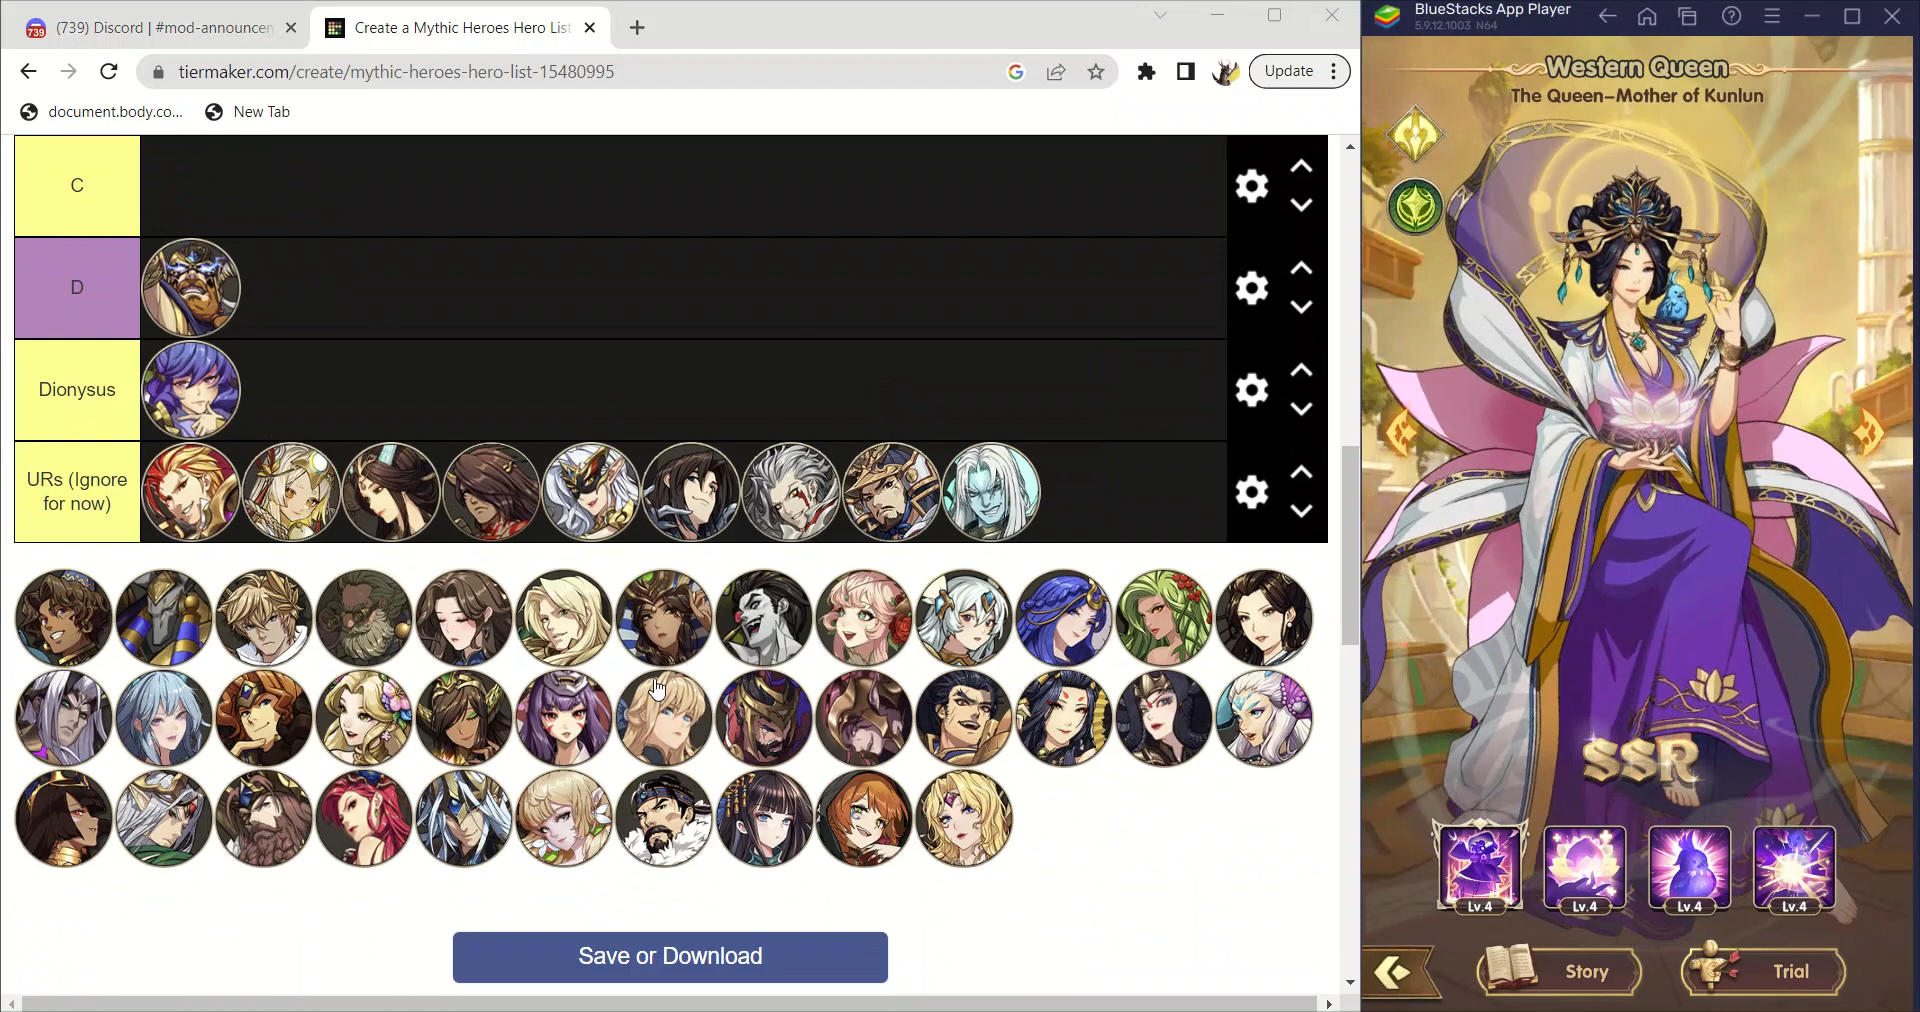 739
(739) Discord | #mod-announcen
Create a Mythic Heroes Hero List
tiermaker.com/create/mythic-heroes-hero-list-15480995
Update
document.body.co...
New Tab
C
D
Dionysus
URs (Ignore
for now)
Save or Download
BlueStacks App Player
5.9.12.1003 N64
Western Queen
The Queen-Mother of Kunlun
SSR
Lv.4
Lv.4
Lv.4
Lv.4
Story
Trial